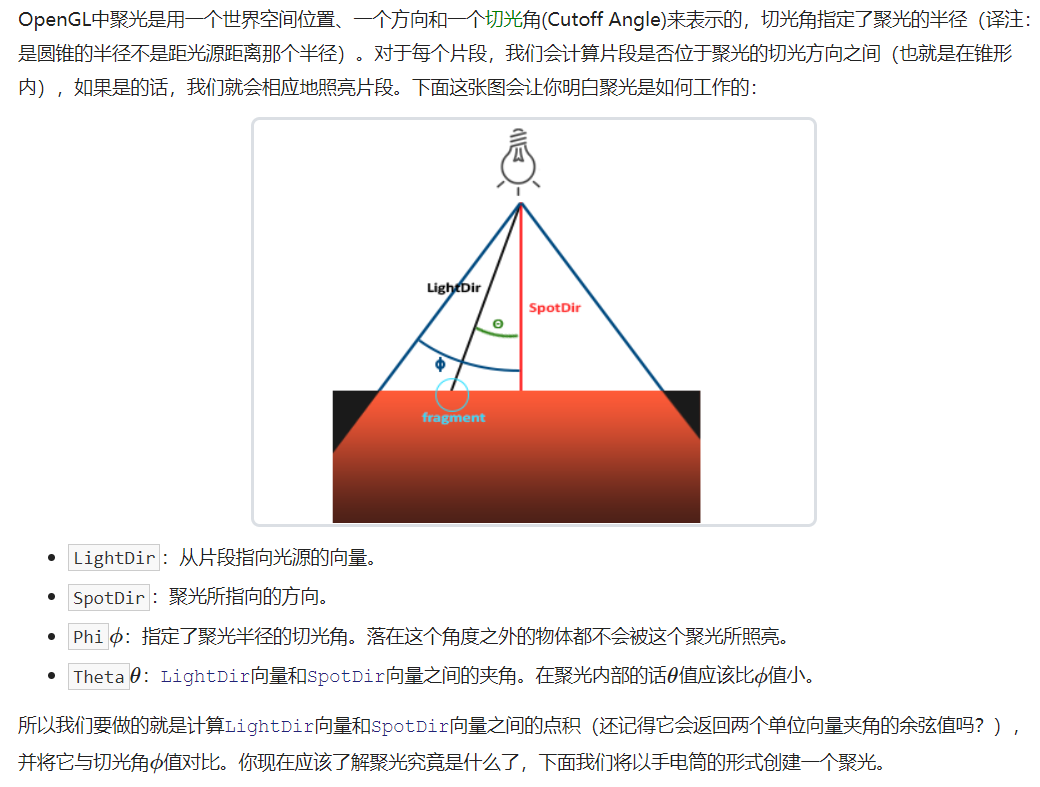 OpenGL中聚光是用一个世界空间位置、一个方向和一个切光角(Cutoff Angle)来表示的，切光角指定了聚光的半径（译注：
是圆锥的半径不是距光源距离那个半径）。对于每个片段，我们会计算片段是否位于聚光的切光方向之间（也就是在锥形
内），如果是的话，我们就会相应地照亮片段。下面这张图会让你明白聚光是如何工作的：
LightDir
SpotDir
Θ
ϕ
fragment
LightDir：从片段指向光源的向量。
SpotDir：聚光所指向的方向。
Phiϕ：指定了聚光半径的切光角。落在这个角度之外的物体都不会被这个聚光所照亮。
Thetaθ：LightDir向量和SpotDir向量之间的夹角。在聚光内部的话θ值应该比ϕ值小。
所以我们要做的就是计算LightDir向量和SpotDir向量之间的点积（还记得它会返回两个单位向量夹角的余弦值吗？），
并将它与切光角ϕ值对比。你现在应该了解聚光究竟是什么了，下面我们将以手电筒的形式创建一个聚光。